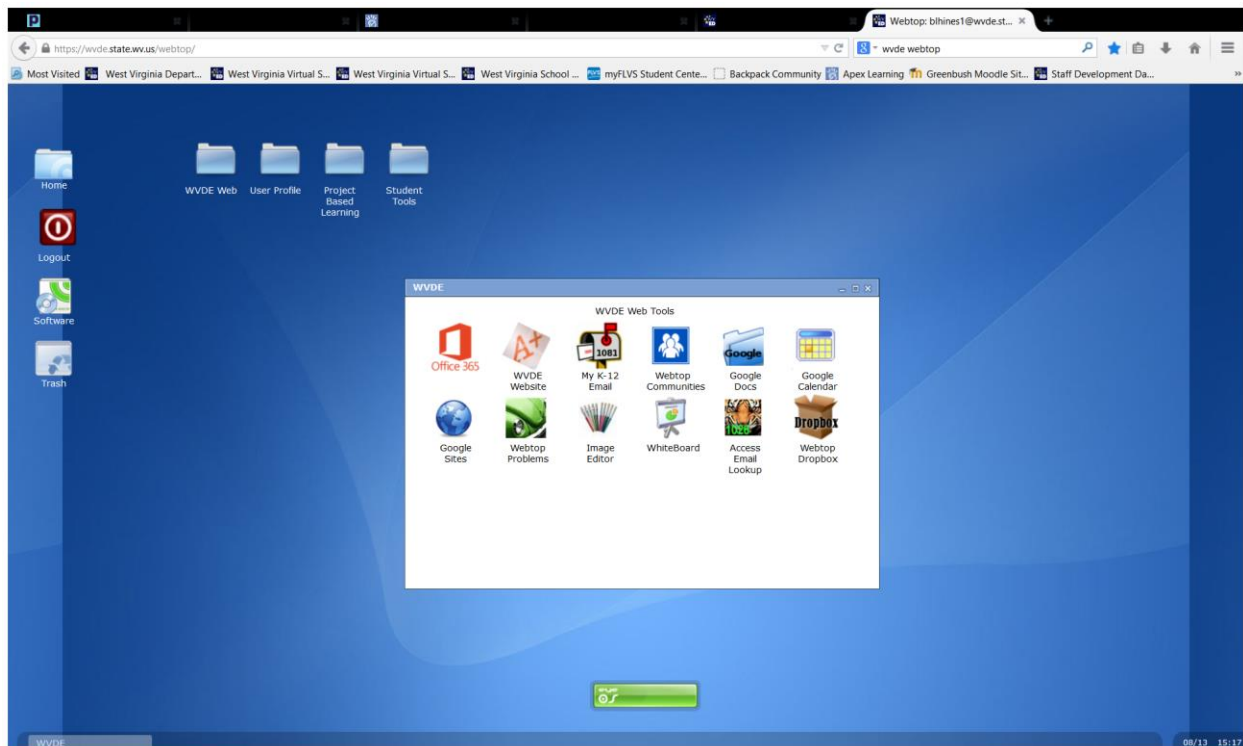 Webtop: blhines1@wvde.st... ×
https://wvde.state.wv.us/webtop/
wvde webtop
Most Visited West Virginia Depart... West Virginia Virtual S... West Virginia Virtual S... West Virginia School ... myFLVS Student Cente... Backpack Community Apex Learning Greenbush Moodle Sit... Staff Development Da... »
Home
Logout
Software
Trash
WVDE Web
User Profile
Project
Based
Learning
Student
Tools
WVDE
WVDE Web Tools
Office 365
A+
WVDE
Website
1081
My K-12
Email
Webtop
Communities
Google
Google
Docs
Google
Calendar
Google
Sites
Webtop
Problems
Image
Editor
WhiteBoard
Access
Email
Lookup
Dropbox
Webtop
Dropbox
eye
os
WVDE
08/13 15:17